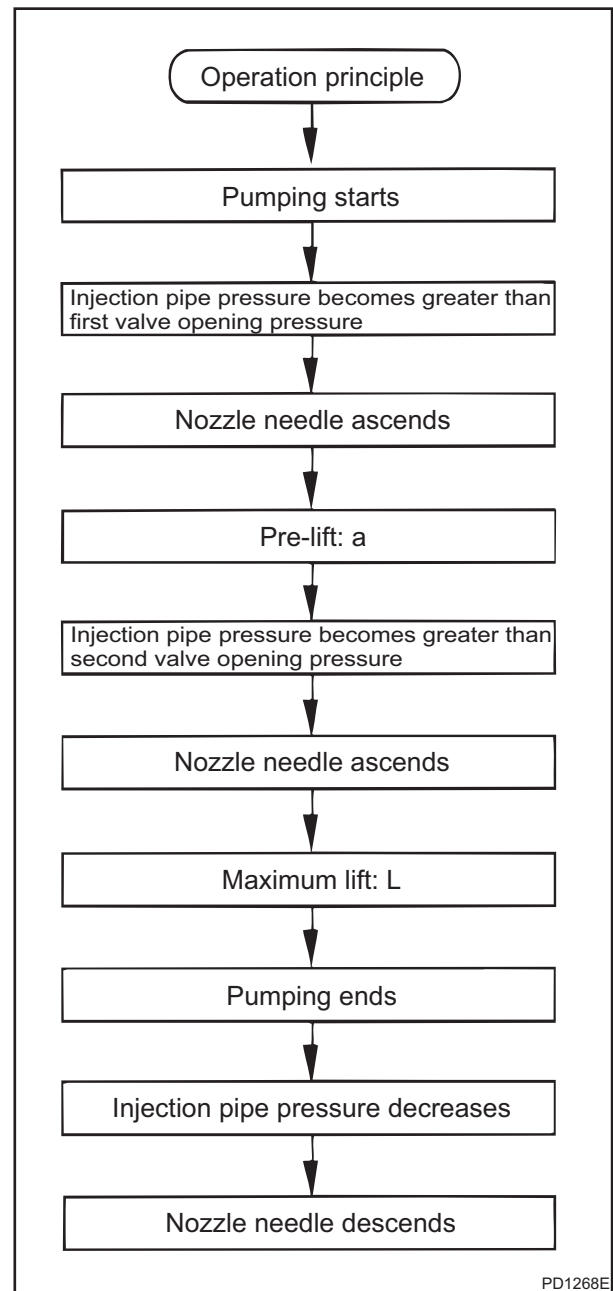 Operation principle
Pumping starts
Injection pipe pressure becomes greater than
first valve opening pressure
Nozzle needle ascends
Pre-lift: a
Injection pipe pressure becomes greater than
second valve opening pressure
Nozzle needle ascends
Maximum lift: L
Pumping ends
Injection pipe pressure decreases
Nozzle needle descends
PD1268E